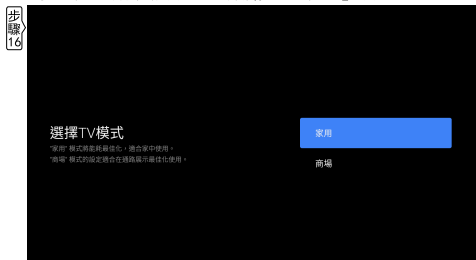 步驟16
選擇TV模式
"家用" 模式將能耗最佳化，適合家中使用。
"商場" 模式的設定適合在通路展示最佳化使用。
家用
商場